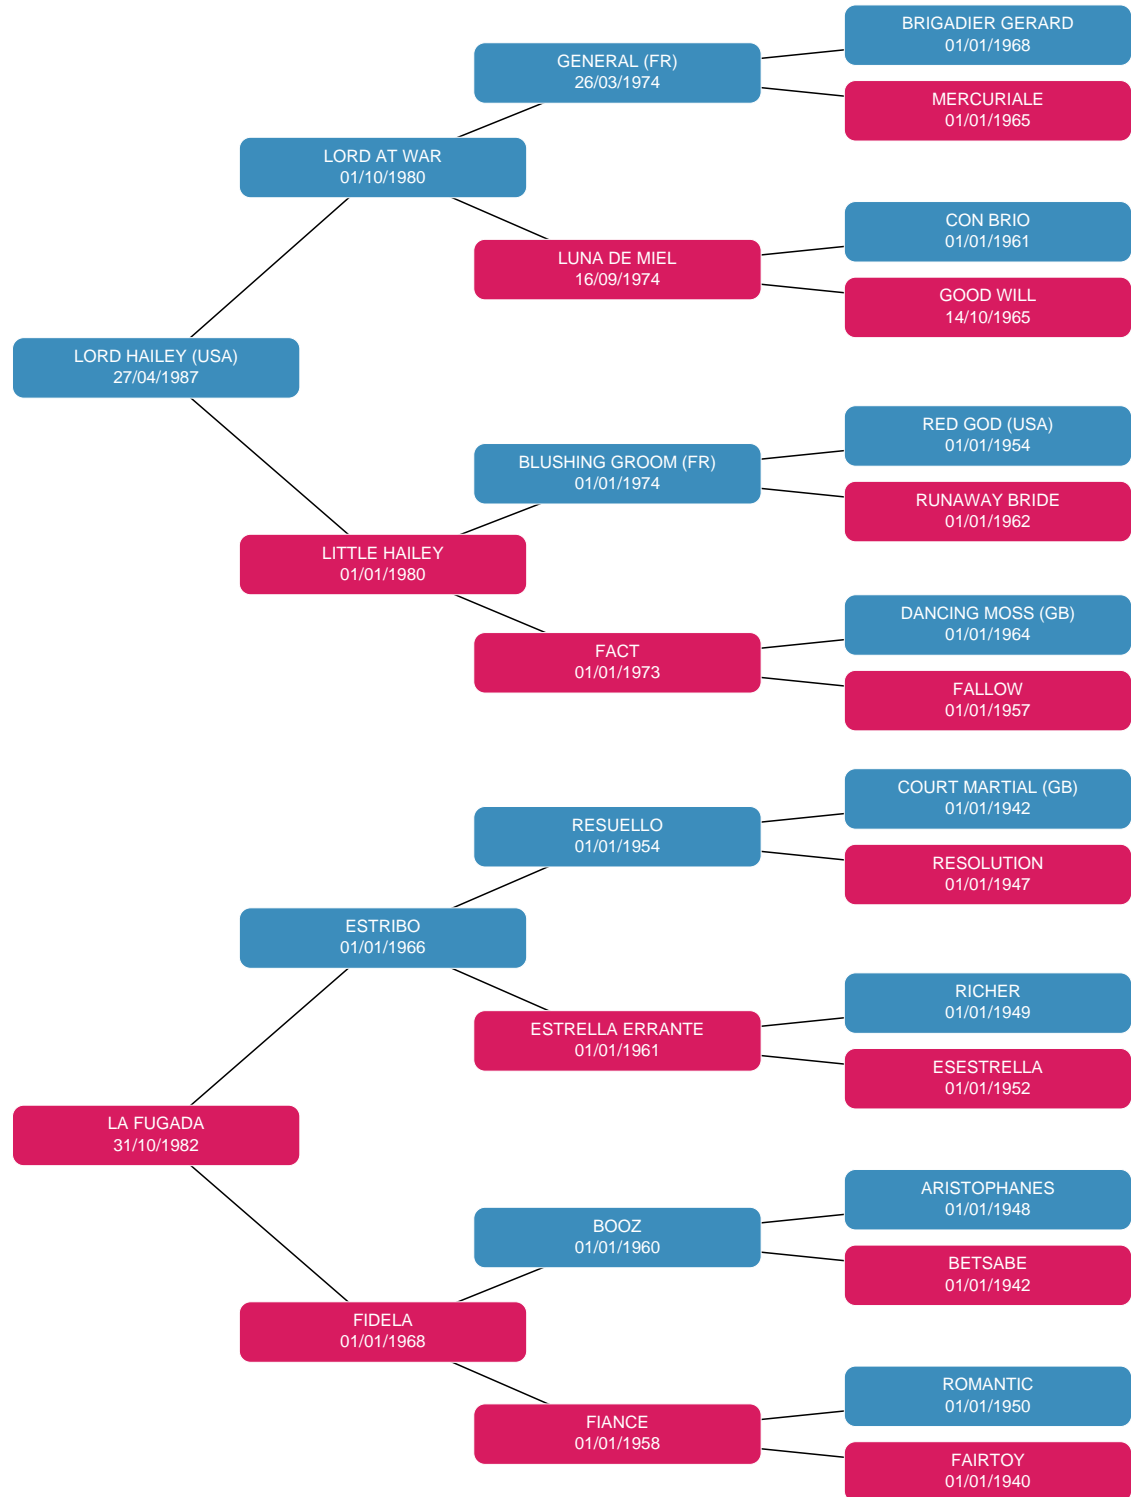 BRIGADIER GERARD
01/01/1968
GENERAL (FR)
26/03/1974
MERCURIALE
01/01/1965
LORD AT WAR
01/10/1980
CON BRIO
01/01/1961
LUNA DE MIEL
16/09/1974
GOOD WILL
14/10/1965
LORD HAILEY (USA)
27/04/1987
RED GOD (USA)
01/01/1954
BLUSHING GROOM (FR)
01/01/1974
RUNAWAY BRIDE
01/01/1962
LITTLE HAILEY
01/01/1980
DANCING MOSS (GB)
01/01/1964
FACT
01/01/1973
FALLOW
01/01/1957
COURT MARTIAL (GB)
01/01/1942
RESUELLO
01/01/1954
RESOLUTION
01/01/1947
ESTRIBO
01/01/1966
RICHER
01/01/1949
ESTRELLA ERRANTE
01/01/1961
ESESTRELLA
01/01/1952
LA FUGADA
31/10/1982
ARISTOPHANES
01/01/1948
BOOZ
01/01/1960
BETSABE
01/01/1942
FIDELA
01/01/1968
ROMANTIC
01/01/1950
FIANCE
01/01/1958
FAIRTOY
01/01/1940